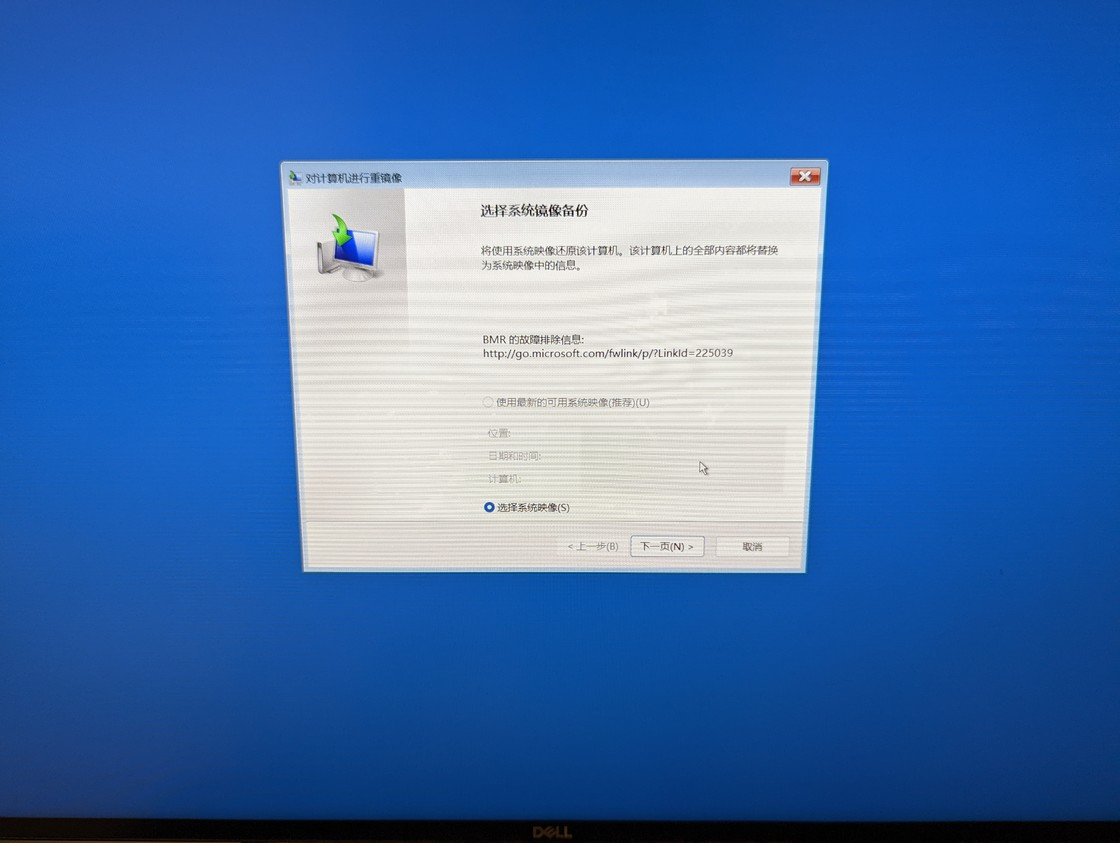 对计算机进行重镜像
选择系统镜像备份
将使用系统映像还原该计算机。该计算机上的全部内容都将替换
为系统映像中的信息。
BMR 的故障排除信息:
http://go.microsoft.com/fwlink/p/?LinkId=225039
使用最新的可用系统映像(推荐)(U)
位置:
日期和时间:
计算机:
选择系统映像(S)
< 上一步(B)
下一页(N) >
取消
DELL